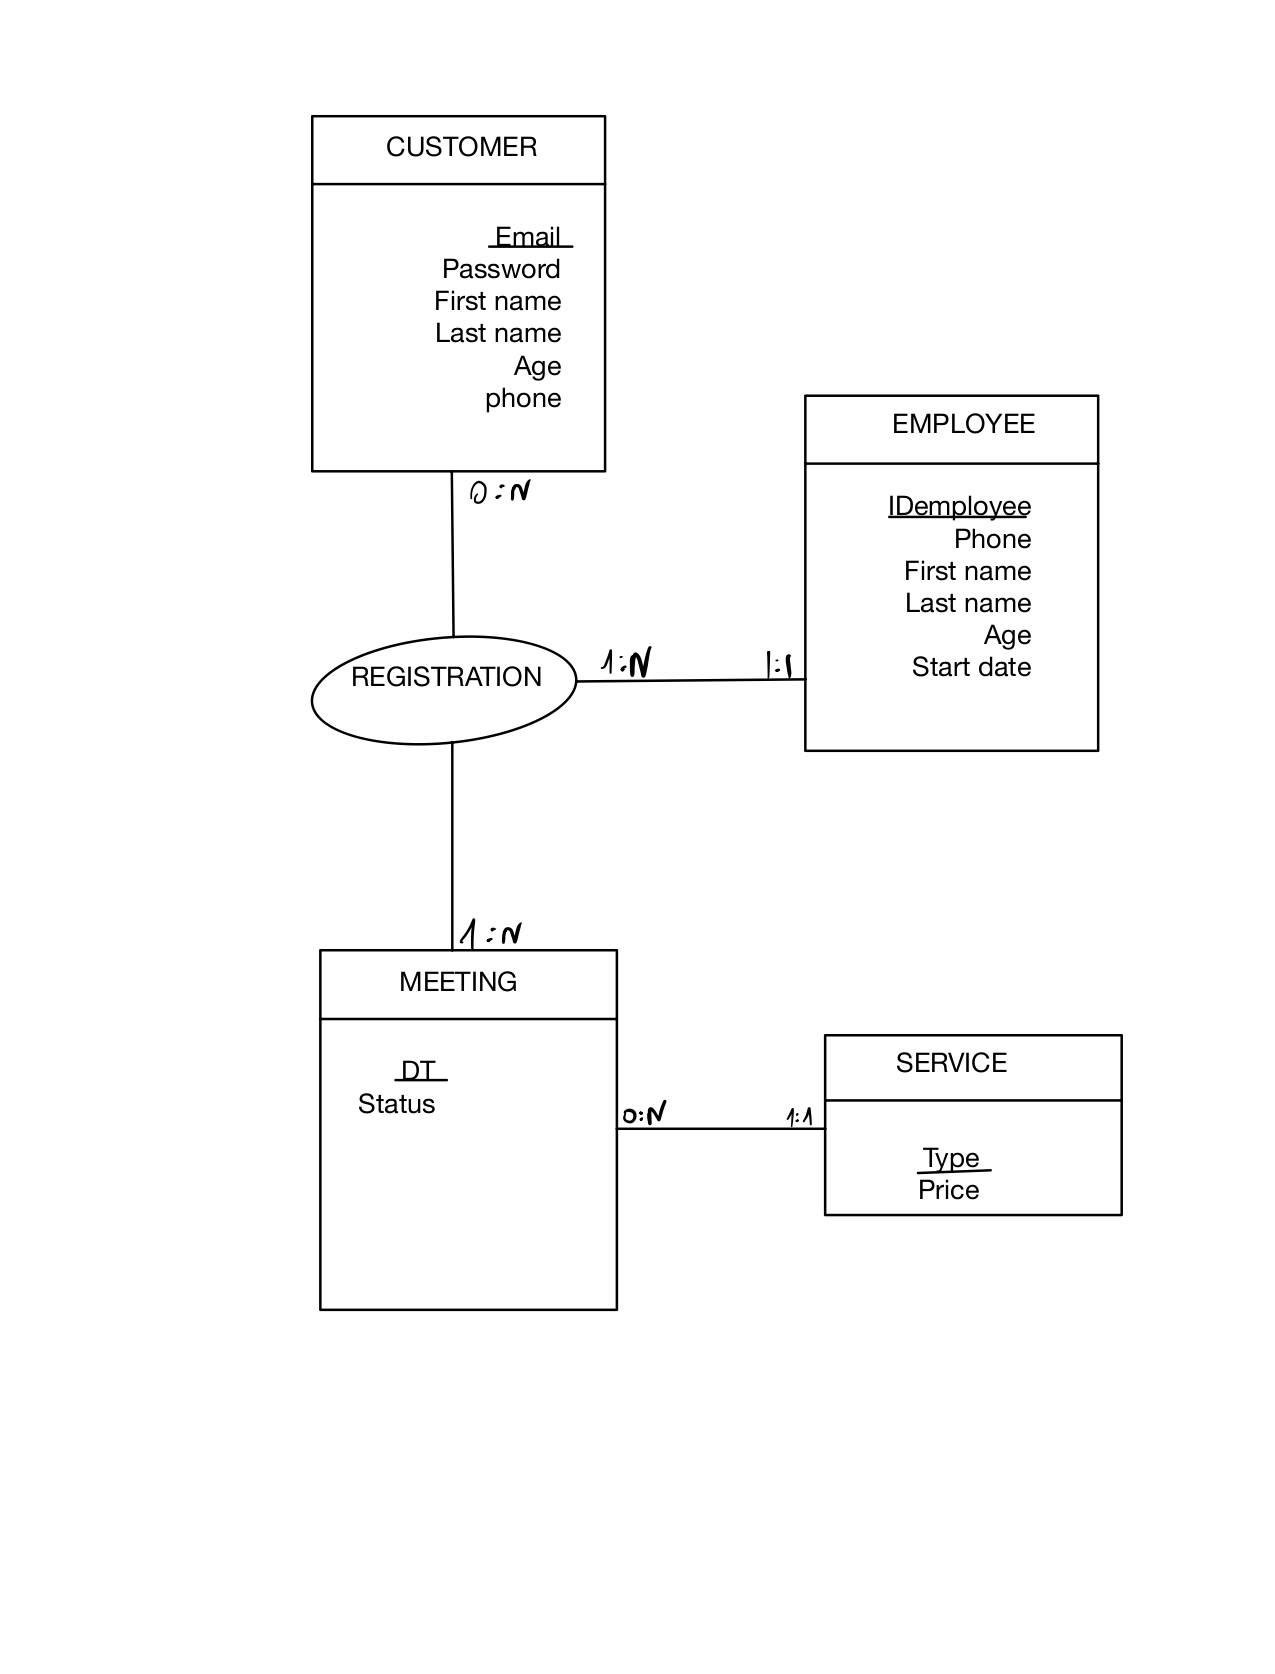 CUSTOMER
Email
Password
First name
Last name
Age
phone
0:N
EMPLOYEE
IDemployee
Phone
First name
Last name
Age
Start date
REGISTRATION
1:N
1:1
1:N
MEETING
DT
Status
0:N
1:1
SERVICE
Type
Price